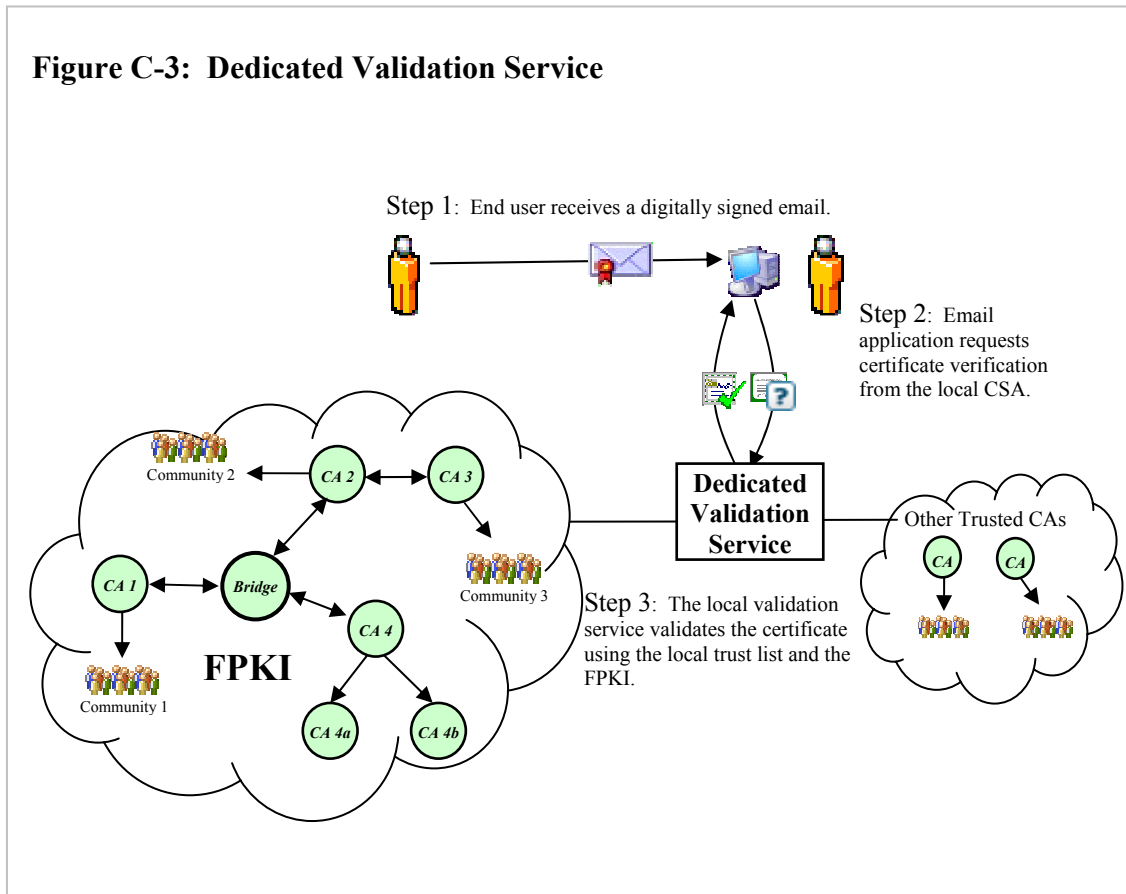 Figure C-3: Dedicated Validation Service
Step 1: End user receives a digitally signed email.
Step 2: Email
application requests
certificate verification
from the local CSA.
?
Community 2
CA 2
CA 3
Dedicated
Validation
Service
Other Trusted CAs
CA
CA
CA 1
Bridge
Community 3
Step 3: The local validation
service validates the certificate
using the local trust list and the
FPKI.
CA 4
FPKI
Community 1
CA 4a
CA 4b